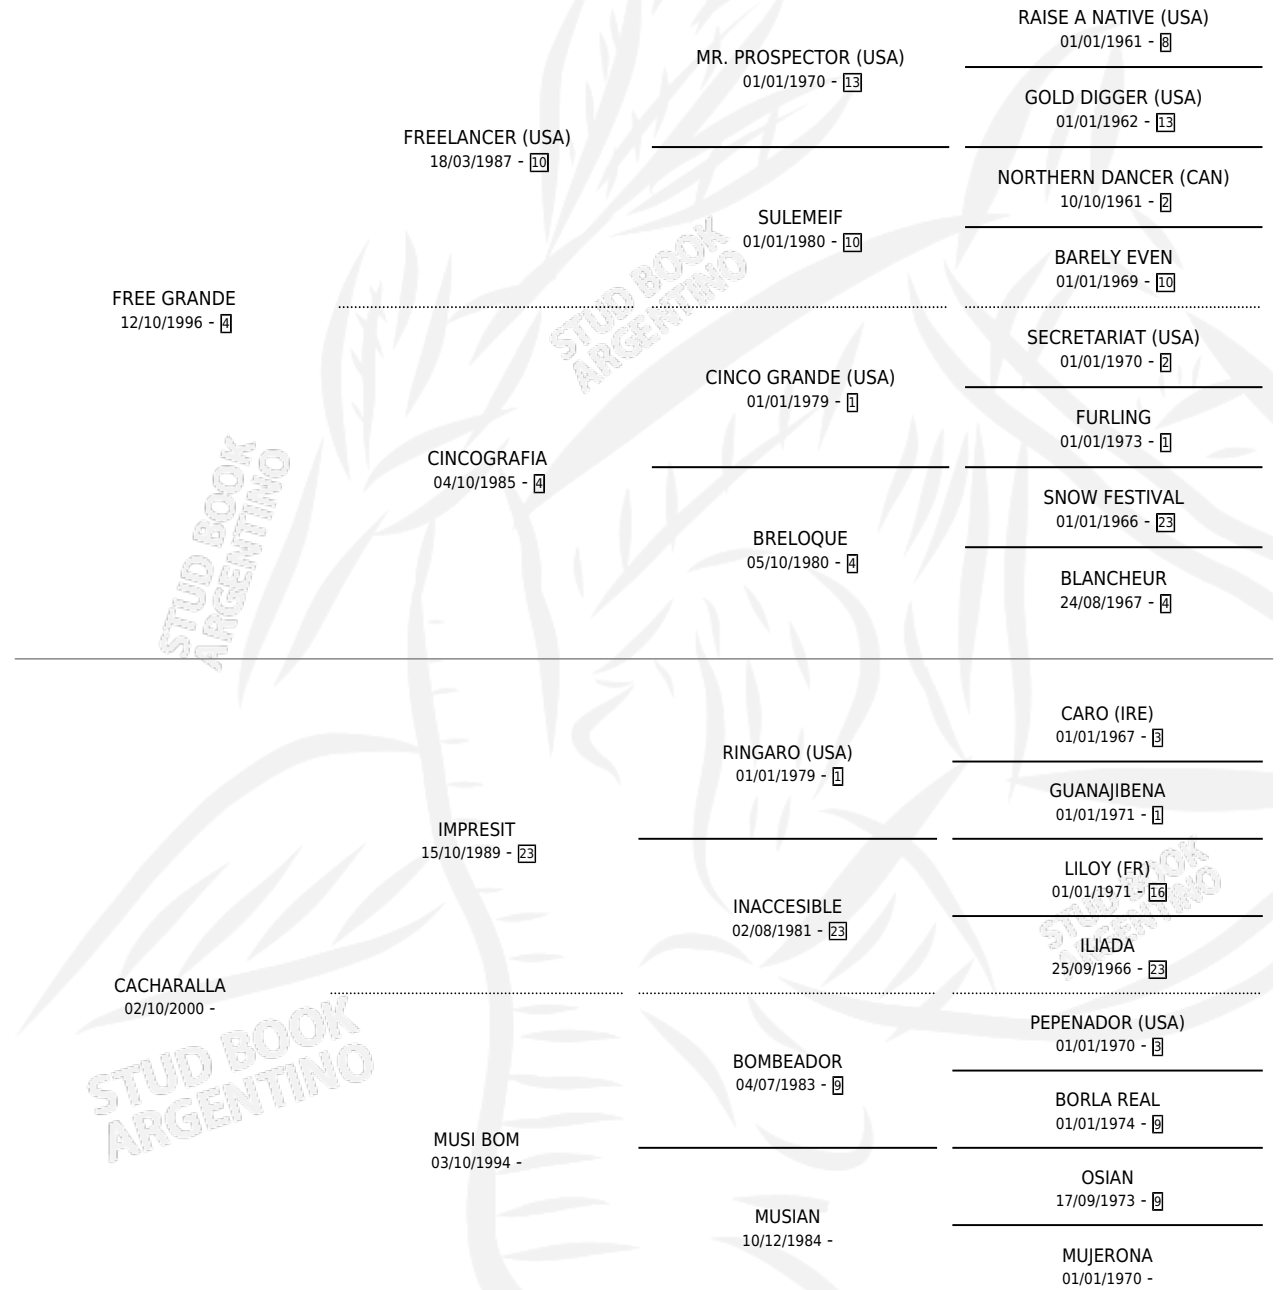 RAISE A NATIVE (USA)
01/01/1961 - 8
MR. PROSPECTOR (USA)
01/01/1970 - 13
GOLD DIGGER (USA)
01/01/1962 - 13
FREELANCER (USA)
18/03/1987 - 10
NORTHERN DANCER (CAN)
10/10/1961 - 2
SULEMEIF
01/01/1980 - 10
BARELY EVEN
01/01/1969 - 10
FREE GRANDE
12/10/1996 - 4
SECRETARIAT (USA)
01/01/1970 - 2
CINCO GRANDE (USA)
01/01/1979 - 1
FURLING
01/01/1973 - 1
CINCOGRAFIA
04/10/1985 - 4
SNOW FESTIVAL
01/01/1966 - 23
BRELOQUE
05/10/1980 - 4
BLANCHEUR
24/08/1967 - 4
CARO (IRE)
01/01/1967 - 3
RINGARO (USA)
01/01/1979 - 1
GUANAJIBENA
01/01/1971 - 1
IMPRESIT
15/10/1989 - 23
LILOY (FR)
01/01/1971 - 16
INACCESIBLE
02/08/1981 - 23
ILIADA
25/09/1966 - 23
CACHARALLA
02/10/2000 -
PEPENADOR (USA)
01/01/1970 - 3
BOMBEADOR
04/07/1983 - 9
BORLA REAL
01/01/1974 - 9
MUSI BOM
03/10/1994 -
OSIAN
17/09/1973 - 9
MUSIAN
10/12/1984 -
MUJERONA
01/01/1970 -
STUD BOOK
ARGENTINO
STUD BOOK
ARGENTINO
STUD BOOK
ARGENTINO
STUD BOOK
ARGENTINO